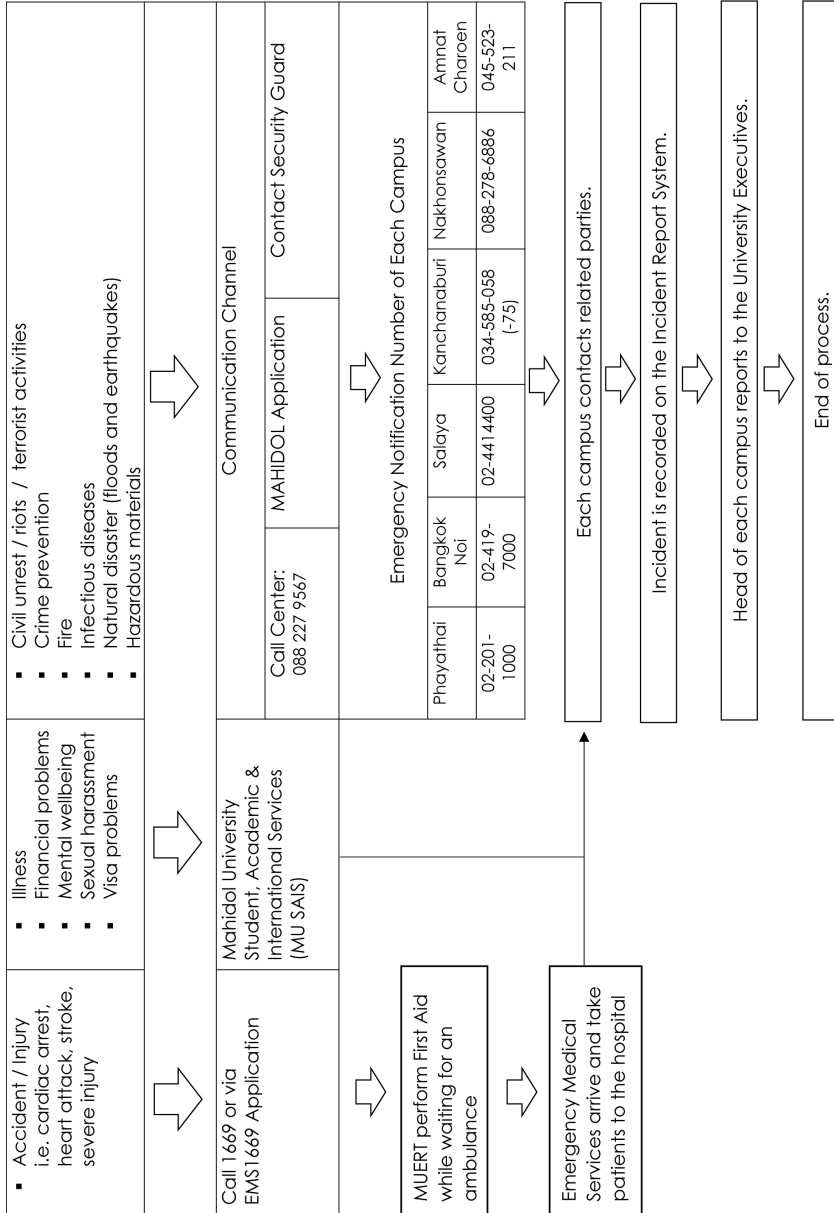 ▪ Accident / Injury
i.e. cardiac arrest,
heart attack, stroke,
severe injury
▪ Illness
▪ Financial problems
▪ Mental wellbeing
▪ Sexual harassment
▪ Visa problems
▪ Civil unrest / riots / terrorist activities
▪ Crime prevention
▪ Fire
▪ Infectious diseases
▪ Natural disaster (floods and earthquakes)
▪ Hazardous materials
Call 1669 or via
EMS1669 Application
Mahidol University
Student, Academic &
International Services
(MU SAIS)
Communication Channel
Call Center:
088 227 9567
MAHIDOL Application
Contact Security Guard
MUERT perform First Aid
while waiting for an
ambulance
Emergency Medical
Services arrive and take
patients to the hospital
Emergency Notification Number of Each Campus
Phayathai
Bangkok
Noi
Salaya
Kanchanaburi
Nakhonsawan
Amnat
Charoen
02-201-
1000
02-419-
7000
02-4414400
034-585-058
(-75)
088-278-6886
045-523-
211
Each campus contacts related parties.
Incident is recorded on the Incident Report System.
Head of each campus reports to the University Executives.
End of process.